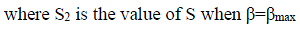 where S₂ is the value of S when β=βmax